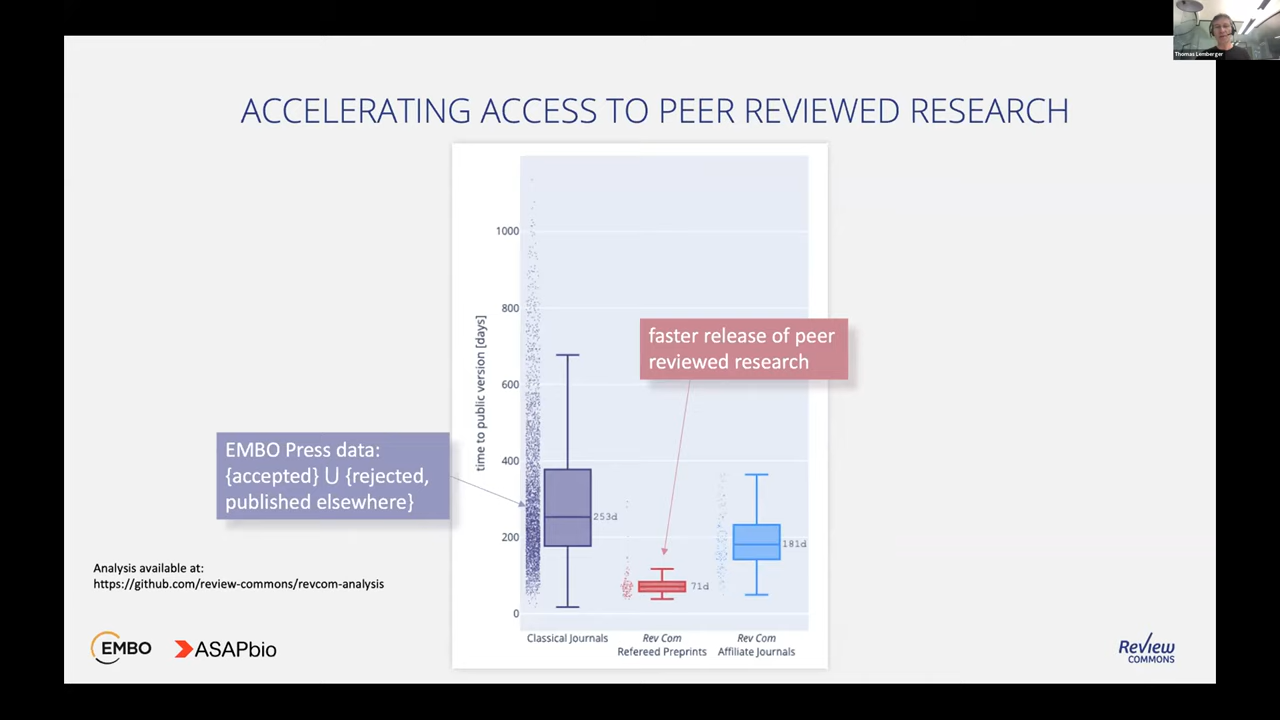 Thomas Lemberger
ACCELERATING ACCESS TO PEER REVIEWED RESEARCH
1000
800
600
400
200
0
time to public version [days]
faster release of peer
reviewed research
EMBO Press data:
{accepted} U {rejected,
published elsewhere}
253d
71d
181d
Classical Journals
Rev Com
Refereed Preprints
Rev Com
Affiliate Journals
Analysis available at:
https://github.com/review-commons/revcom-analysis
EMBO
ASAPbio
Review
COMMONS